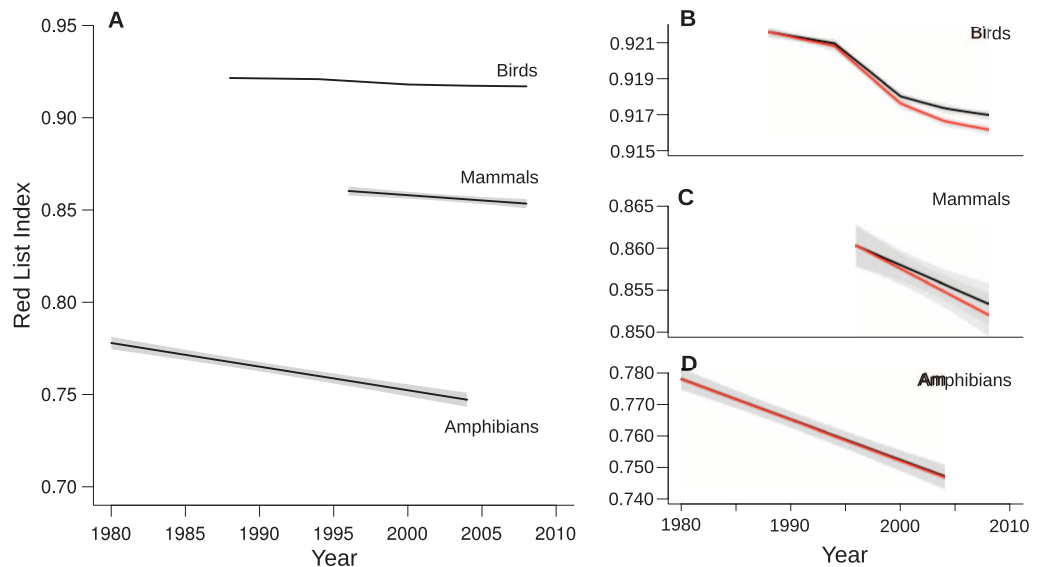 A
0.95
Birds
0.90
Mammals
0.85
Red List Index
0.80
0.75
Amphibians
0.70
1980 1985 1990 1995 2000 2005 2010
Year
B
Birds
0.921
0.919
0.917
0.915
C
Mammals
0.865
0.860
0.855
0.850
D
Amphibians
0.780
0.770
0.760
0.750
0.740
1980 1990 2000 2010
Year